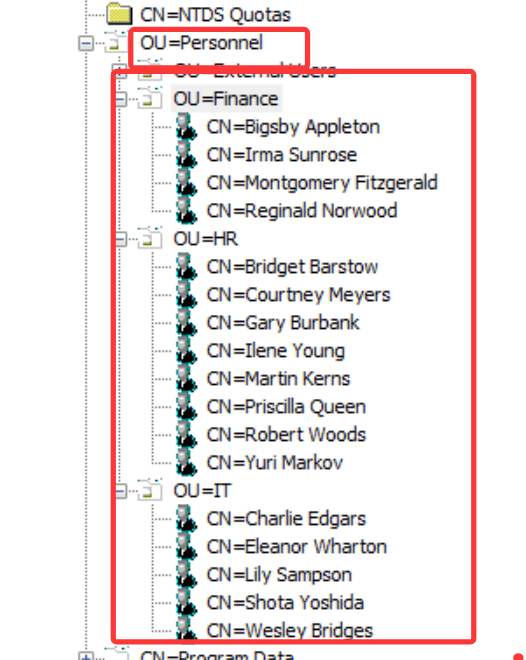 CN=NTDS Quotas
OU=Personnel
OU=External Users
OU=Finance
CN=Bigsby Appleton
CN=Irma Sunrose
CN=Montgomery Fitzgerald
CN=Reginald Norwood
OU=HR
CN=Bridget Barstow
CN=Courtney Meyers
CN=Gary Burbank
CN=Ilene Young
CN=Martin Kerns
CN=Priscilla Queen
CN=Robert Woods
CN=Yuri Markov
OU=IT
CN=Charlie Edgars
CN=Eleanor Wharton
CN=Lily Sampson
CN=Shota Yoshida
CN=Wesley Bridges
CN=Program Data